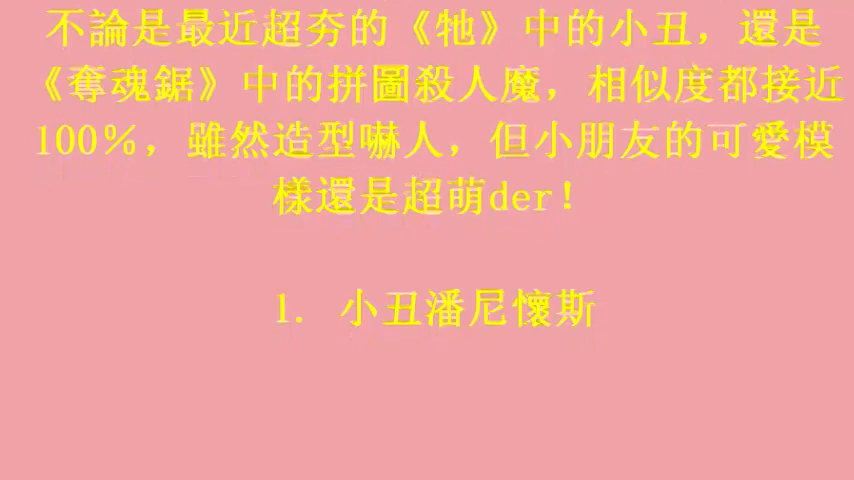 不論是最近超夯的《牠》中的小丑，還是
《奪魂鋸》中的拼圖殺人魔，相似度都接近
100％，雖然造型嚇人，但小朋友的可愛模
樣還是超萌der！
1. 小丑潘尼懷斯